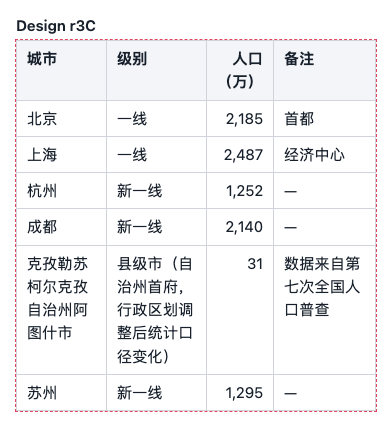 Design r3C
城市 级别 人口（万） 备注
北京 一线 2,185 首都
上海 一线 2,487 经济中心
杭州 新一线 1,252 —
成都 新一线 2,140 —
克孜勒苏柯尔克孜自治州阿图什市 县级市（自治州首府，行政区划调整后统计口径变化） 31 数据来自第七次全国人口普查
苏州 新一线 1,295 —